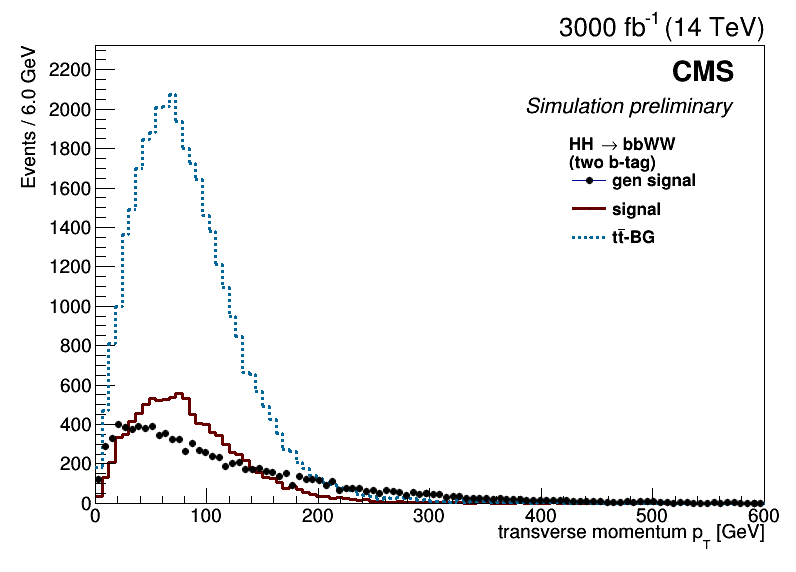 3000 fb⁻¹ (14 TeV)
CMS
Simulation preliminary
HH → bbWW
(two b-tag)
gen signal
signal
tt̄-BG
Events / 6.0 GeV
2200
2000
1800
1600
1400
1200
1000
800
600
400
200
0
0 100 200 300 400 500 600
transverse momentum p_T [GeV]